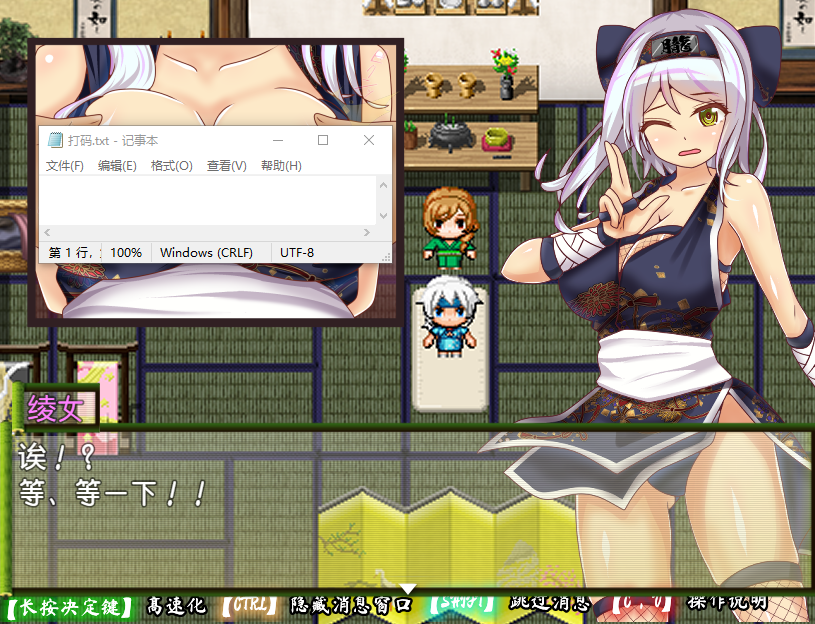 打码.txt - 记事本
文件(F) 编辑(E) 格式(O) 查看(V) 帮助(H)
第 1 行, 100% Windows (CRLF) UTF-8
绫女
诶！？
等、等一下！！
【长按决定键】 高速化 【CTRL】 隐藏消息窗口 【SHIFT】 跳过消息 操作说明